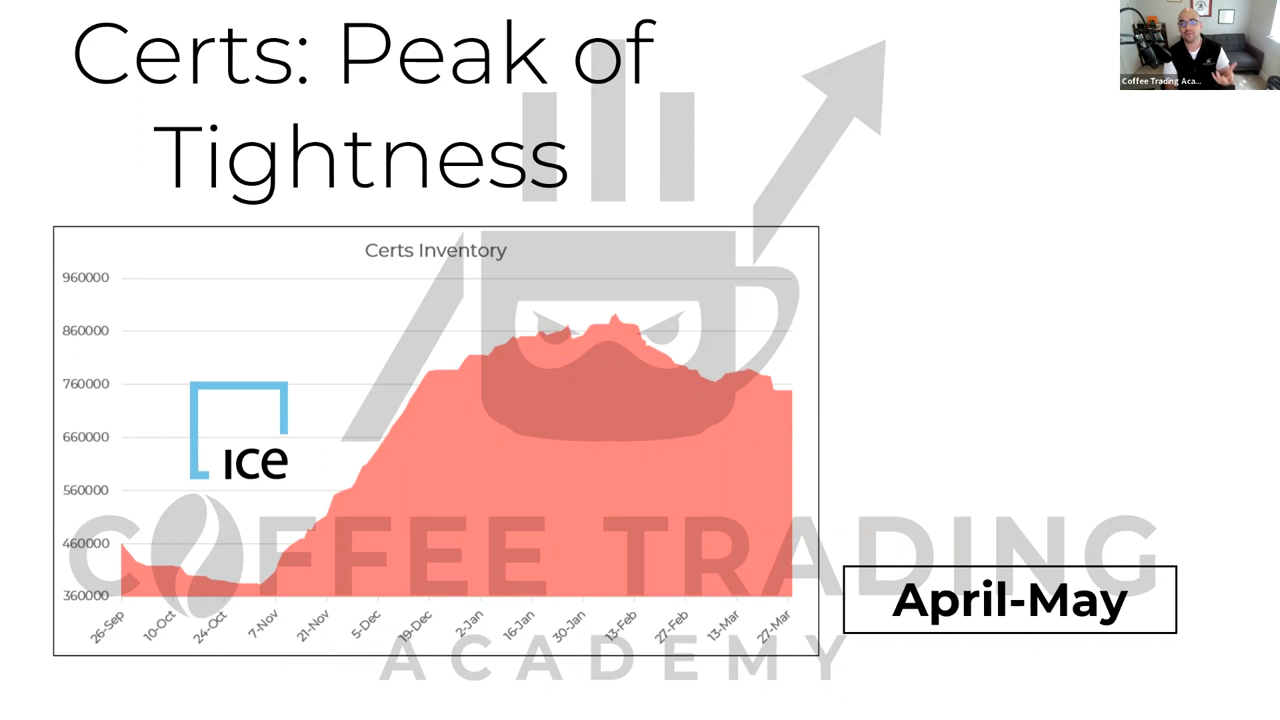 Certs: Peak of
Tightness
Coffee Trading Aca...
Certs Inventory
960000
860000
760000
660000
560000
460000
360000
26-Sep
10-Oct
24-Oct
7-Nov
21-Nov
5-Dec
19-Dec
2-Jan
16-Jan
30-Jan
13-Feb
27-Feb
13-Mar
27-Mar
ice
April-May
COFFEE TRADING
ACADEMY